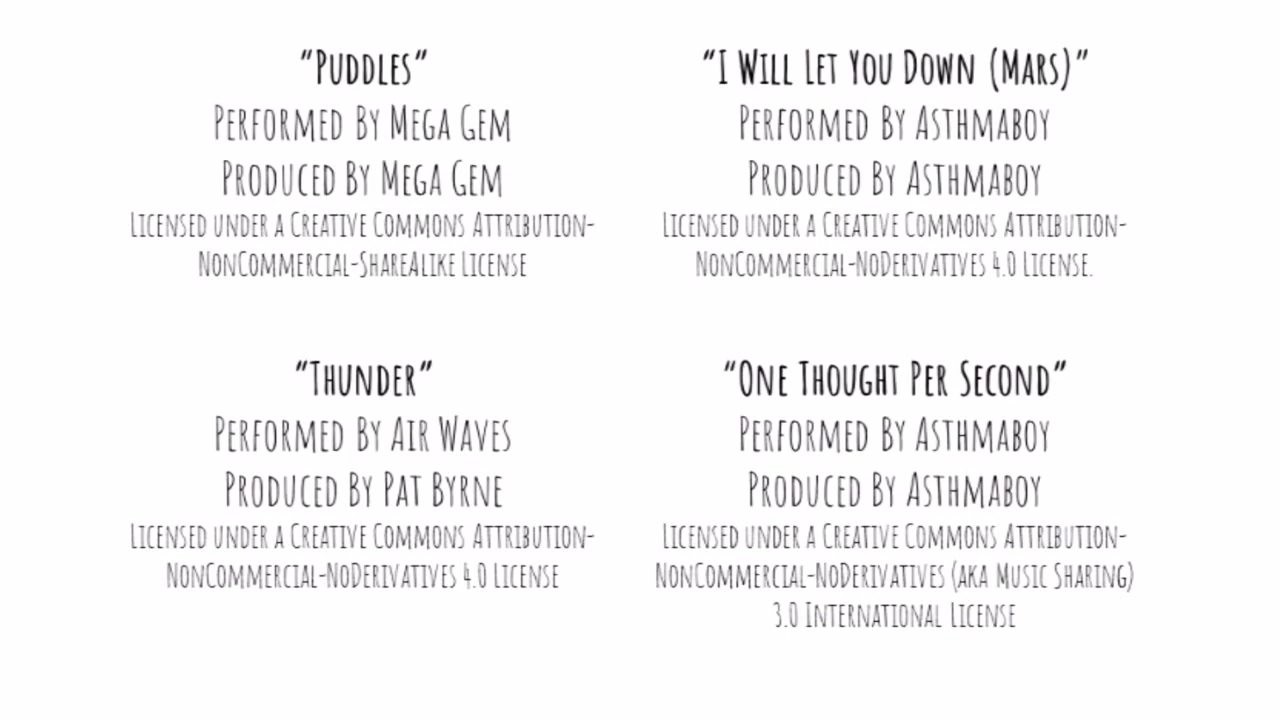 “Puddles”
Performed By Mega Gem
Produced By Mega Gem
Licensed under a Creative Commons Attribution-
NonCommercial-ShareAlike License
“I Will Let You Down (Mars)”
Performed By Asthmaboy
Produced By Asthmaboy
Licensed under a Creative Commons Attribution-
NonCommercial-NoDerivatives 4.0 License.
“Thunder”
Performed By Air Waves
Produced By Pat Byrne
Licensed under a Creative Commons Attribution-
NonCommercial-NoDerivatives 4.0 License
“One Thought Per Second”
Performed By Asthmaboy
Produced By Asthmaboy
Licensed under a Creative Commons Attribution-
NonCommercial-NoDerivatives (aka Music Sharing)
3.0 International License